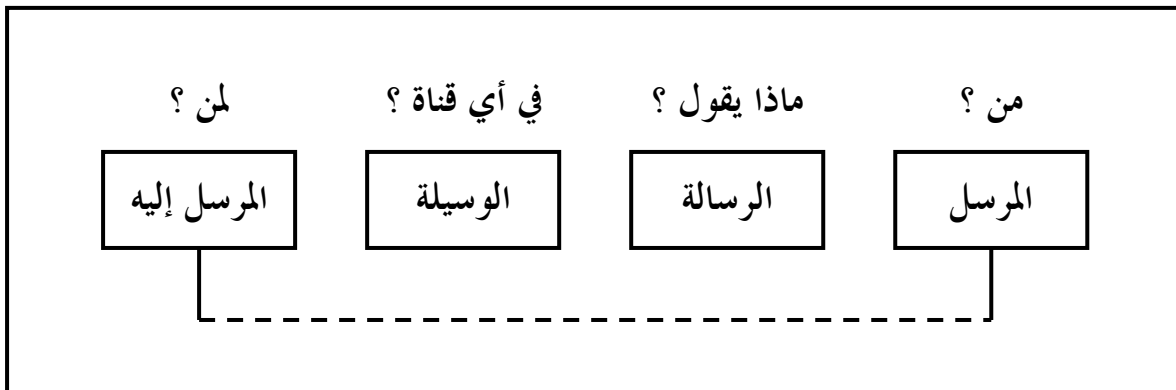 من ؟ ماذا يقول ؟ في أي قناة ؟ لمن ؟
المرسل الرسالة الوسيلة المرسل إليه